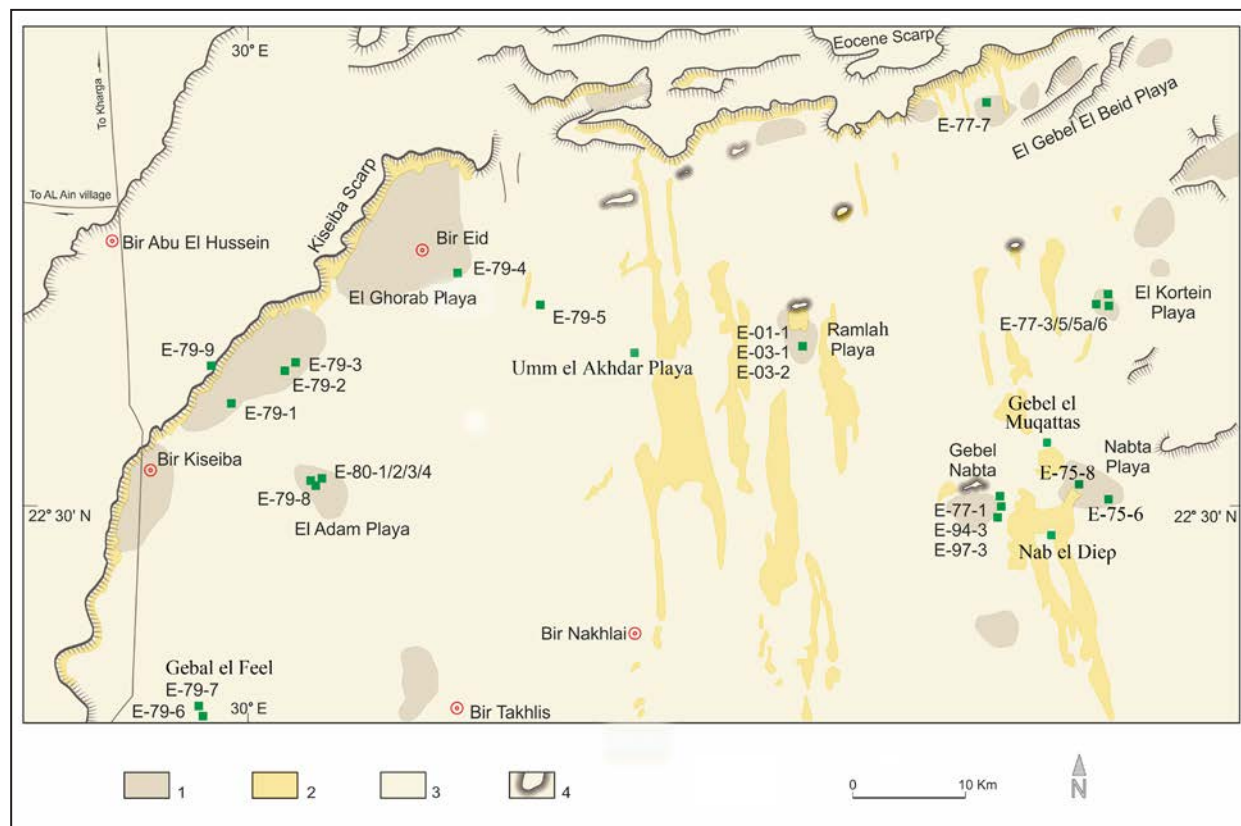 30° E
Eocene Scarp
To Kharga
E-77-7
El Gebel El Beid Playa
To AL Ain village
Kiseiba Scarp
Bir Abu El Hussein
Bir Eid
E-79-4
El Ghorab Playa
E-79-5
El Kortein
Playa
E-77-3/5/5a/6
E-01-1
E-03-1
E-03-2
Ramlah
Playa
Umm el Akhdar Playa
E-79-9
E-79-3
E-79-2
E-79-1
Gebel el
Muqattas
Bir Kiseiba
E-80-1/2/3/4
E-79-8
El Adam Playa
Gebel
Nabta
Nabta
Playa
E-75-8
E-75-6
22° 30' N
22° 30' N
E-77-1
E-94-3
E-97-3
Nab el Diep
Bir Nakhlai
Gebal el Feel
E-79-7
E-79-6
30° E
Bir Takhlis
1
2
3
4
0
10 Km
N